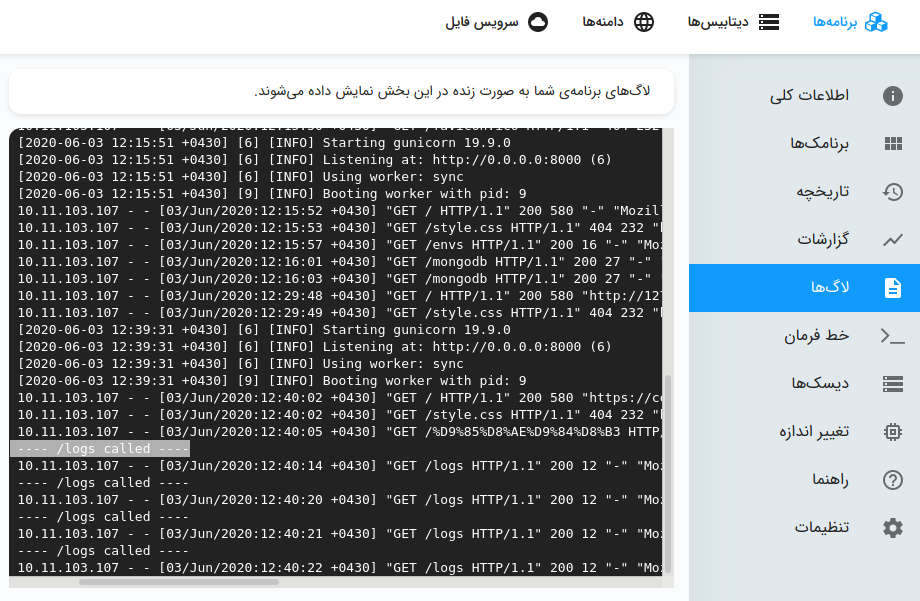 برنامه‌ها
دیتابیس‌ها
دامنه‌ها
سرویس فایل
اطلاعات کلی
برنامک‌ها
تاریخچه
گزارشات
لاگ‌ها
خط فرمان
دیسک‌ها
تغییر اندازه
راهنما
تنظیمات
لاگ‌های برنامه‌ی شما به صورت زنده در این بخش نمایش داده می‌شوند.
[2020-06-03 12:15:51 +0430] [6] [INFO] Starting gunicorn 19.9.0
[2020-06-03 12:15:51 +0430] [6] [INFO] Listening at: http://0.0.0.0:8000 (6)
[2020-06-03 12:15:51 +0430] [6] [INFO] Using worker: sync
[2020-06-03 12:15:51 +0430] [9] [INFO] Booting worker with pid: 9
10.11.103.107 - - [03/Jun/2020:12:15:52 +0430] "GET / HTTP/1.1" 200 580 "-" "Mozil
10.11.103.107 - - [03/Jun/2020:12:15:53 +0430] "GET /style.css HTTP/1.1" 404 232 "
10.11.103.107 - - [03/Jun/2020:12:15:57 +0430] "GET /envs HTTP/1.1" 200 16 "-" "Mo
10.11.103.107 - - [03/Jun/2020:12:16:01 +0430] "GET /mongodb HTTP/1.1" 200 27 "-"
10.11.103.107 - - [03/Jun/2020:12:16:03 +0430] "GET /mongodb HTTP/1.1" 200 27 "-"
10.11.103.107 - - [03/Jun/2020:12:29:48 +0430] "GET / HTTP/1.1" 200 580 "http://12
10.11.103.107 - - [03/Jun/2020:12:29:49 +0430] "GET /style.css HTTP/1.1" 404 232 "
[2020-06-03 12:39:31 +0430] [6] [INFO] Starting gunicorn 19.9.0
[2020-06-03 12:39:31 +0430] [6] [INFO] Listening at: http://0.0.0.0:8000 (6)
[2020-06-03 12:39:31 +0430] [6] [INFO] Using worker: sync
[2020-06-03 12:39:31 +0430] [9] [INFO] Booting worker with pid: 9
10.11.103.107 - - [03/Jun/2020:12:40:02 +0430] "GET / HTTP/1.1" 200 580 "https://c
10.11.103.107 - - [03/Jun/2020:12:40:02 +0430] "GET /style.css HTTP/1.1" 404 232 "
10.11.103.107 - - [03/Jun/2020:12:40:05 +0430] "GET /%D9%85%D8%AE%D9%84%D8%B3 HTTP/
---- /logs called ----
10.11.103.107 - - [03/Jun/2020:12:40:14 +0430] "GET /logs HTTP/1.1" 200 12 "-" "Mo
---- /logs called ----
10.11.103.107 - - [03/Jun/2020:12:40:20 +0430] "GET /logs HTTP/1.1" 200 12 "-" "Mo
---- /logs called ----
10.11.103.107 - - [03/Jun/2020:12:40:21 +0430] "GET /logs HTTP/1.1" 200 12 "-" "Mo
---- /logs called ----
10.11.103.107 - - [03/Jun/2020:12:40:22 +0430] "GET /logs HTTP/1.1" 200 12 "-" "Mo